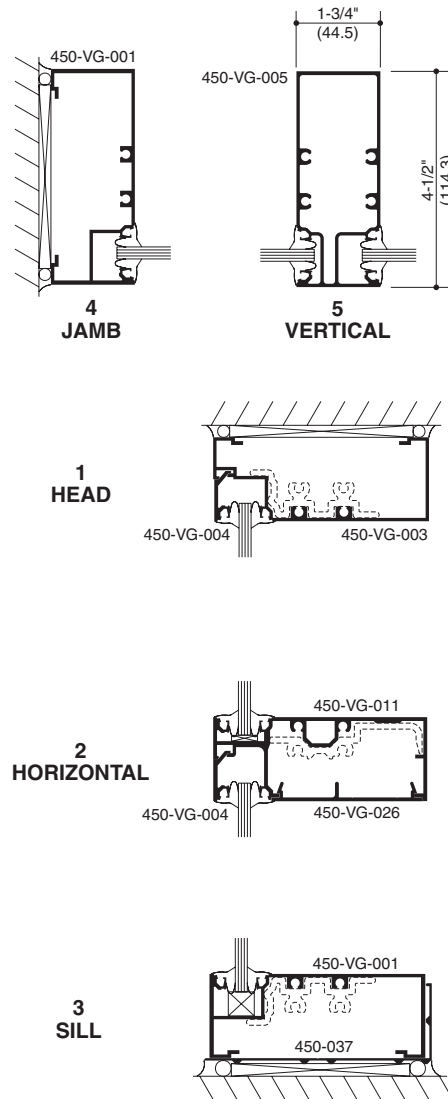 1-3/4"
(44.5)
450-VG-001
450-VG-005
4-1/2"
(114.3)
4
JAMB
5
VERTICAL
1
HEAD
450-VG-004
450-VG-003
2
HORIZONTAL
450-VG-011
450-VG-004
450-VG-026
3
SILL
450-VG-001
450-037